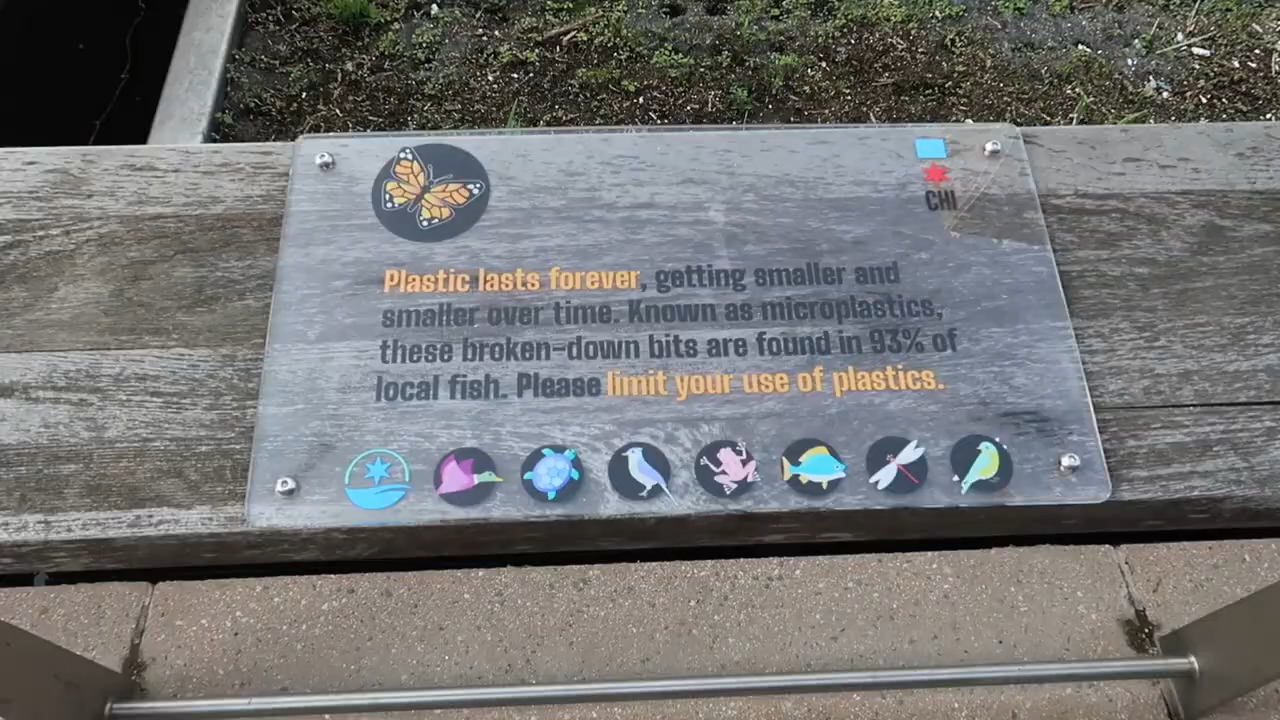 CHI
Plastic lasts forever, getting smaller and
smaller over time. Known as microplastics,
these broken-down bits are found in 93% of
local fish. Please limit your use of plastics.